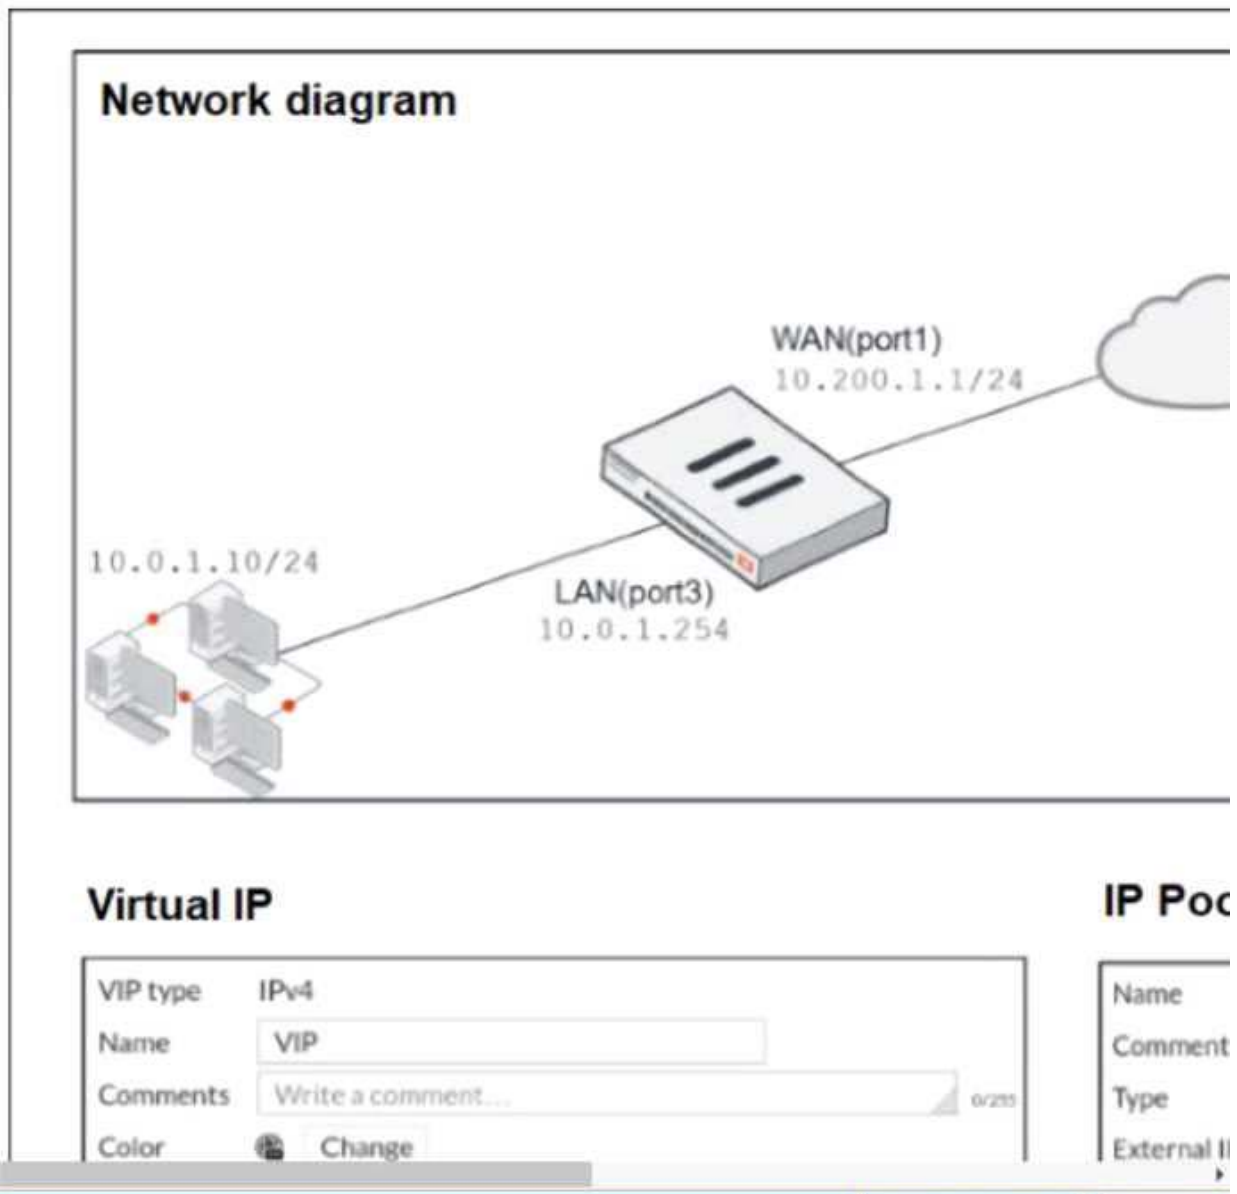 Network diagram
WAN(port1)
10.200.1.1/24
10.0.1.10/24
LAN(port3)
10.0.1.254
Virtual IP
VIP type IPv4
Name VIP
Comments Write a comment... 0/255
Color Change
IP Poo
Name
Comment
Type
External I